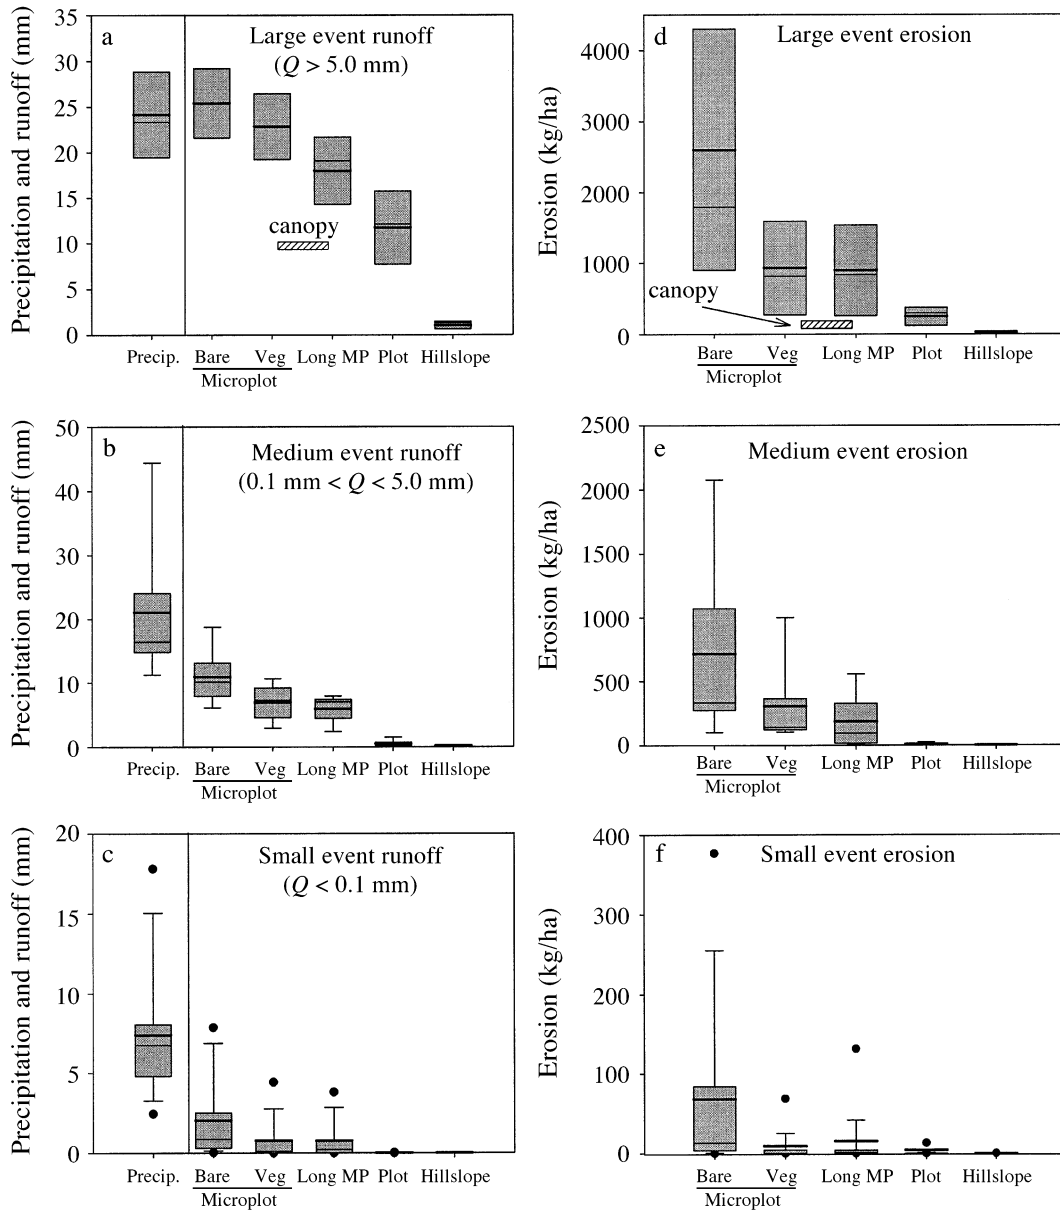 a
Large event runoff
(Q > 5.0 mm)
Precipitation and runoff (mm)
35
30
25
20
15
10
5
0
canopy
Precip.
Bare
Veg
Long MP
Plot
Hillslope
Microplot
d
Large event erosion
Erosion (kg/ha)
4000
3000
2000
1000
0
canopy
Bare
Veg
Long MP
Plot
Hillslope
Microplot
b
Medium event runoff
(0.1 mm < Q < 5.0 mm)
Precipitation and runoff (mm)
50
40
30
20
10
0
Precip.
Bare
Veg
Long MP
Plot
Hillslope
Microplot
e
Medium event erosion
Erosion (kg/ha)
2500
2000
1500
1000
500
0
Bare
Veg
Long MP
Plot
Hillslope
Microplot
c
Small event runoff
(Q < 0.1 mm)
Precipitation and runoff (mm)
20
15
10
5
0
Precip.
Bare
Veg
Long MP
Plot
Hillslope
Microplot
f
Small event erosion
Erosion (kg/ha)
400
300
200
100
0
Bare
Veg
Long MP
Plot
Hillslope
Microplot